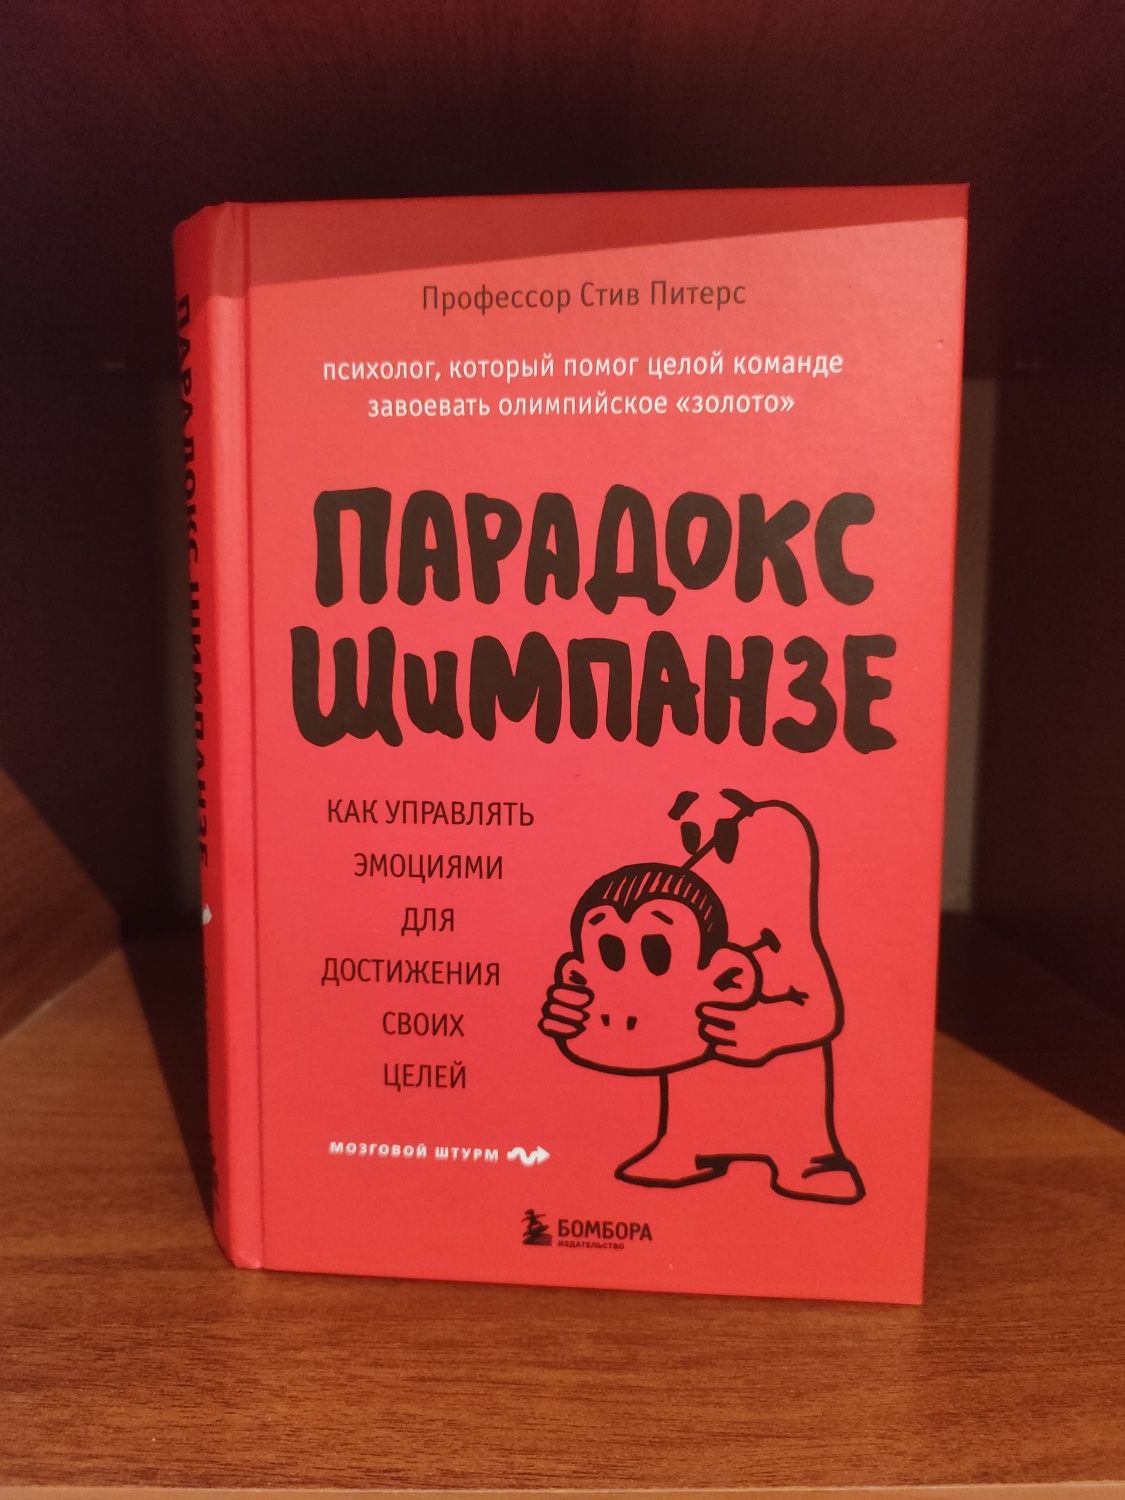 Профессор Стив Питерс
психолог, который помог целой команде
завоевать олимпийское «золото»
ПАРАДОКС
ШиМПАНЗЕ
КАК УПРАВЛЯТЬ
ЭМОЦИЯМИ
ДЛЯ
ДОСТИЖЕНИЯ
СВОИХ
ЦЕЛЕЙ
МОЗГОВОЙ ШТУРМ
БОМБОРА
ИЗДАТЕЛЬСТВО
ПАРАДОКС ШИМПАНЗЕ